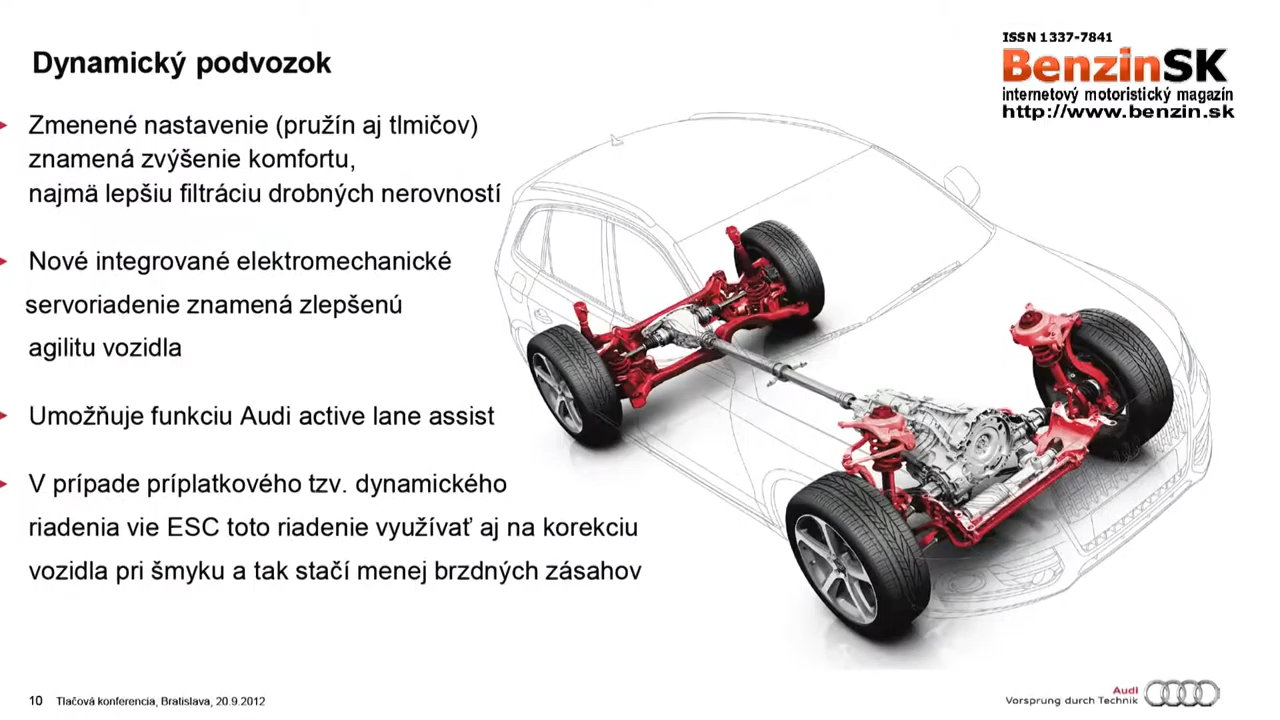 Dynamický podvozok
ISSN 1337-7841
BenzinSK
internetový motoristický magazín
http://www.benzin.sk
Zmenené nastavenie (pružín aj tlmičov)
znamená zvýšenie komfortu,
najmä lepšiu filtráciu drobných nerovností
Nové integrované elektromechanické
servoriadenie znamená zlepšenú
agilitu vozidla
Umožňuje funkciu Audi active lane assist
V prípade príplatkového tzv. dynamického
riadenia vie ESC toto riadenie využívať aj na korekciu
vozidla pri šmyku a tak stačí menej brzdných zásahov
10 Tlačová konferencia, Bratislava, 20.9.2012
Audi
Vorsprung durch Technik